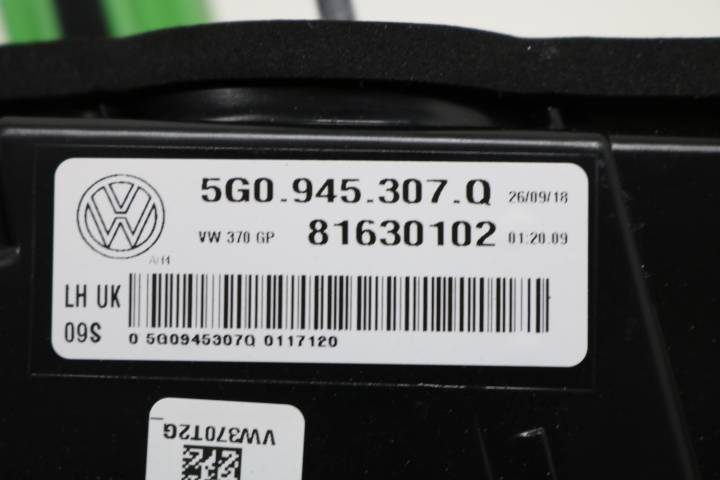 5G0.945.307.Q 26/09/18
VW 370 GP 81630102 01:20.09
LH UK
09S
0 5G0945307Q 0117120
VW370T2G